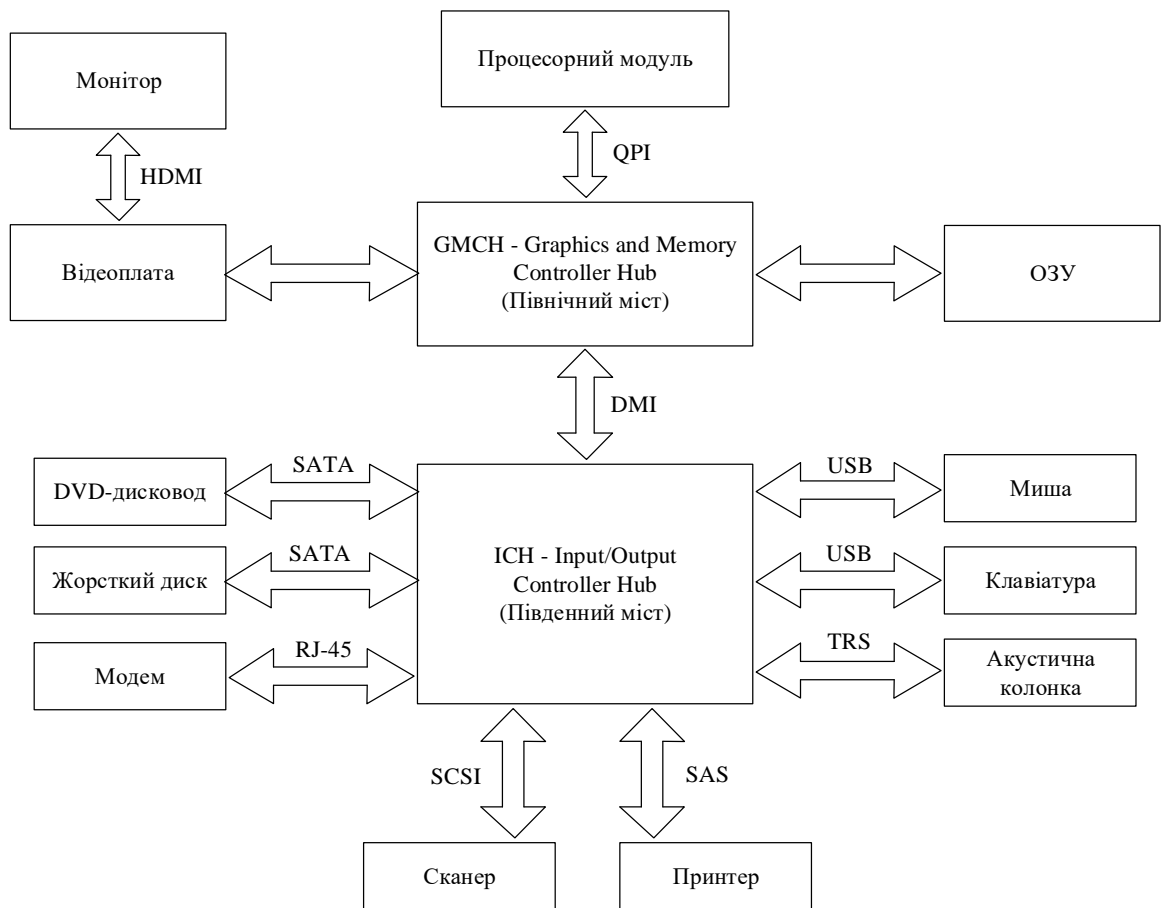 Процесорний модуль
Монітор
QPI
HDMI
GMCH - Graphics and Memory
Controller Hub
(Північний міст)
Відеоплата
ОЗУ
DMI
SATA
USB
DVD-дисковод
Миша
ICH - Input/Output
Controller Hub
(Південний міст)
SATA
USB
Жорсткий диск
Клавіатура
RJ-45
TRS
Модем
Акустична
колонка
SCSI
SAS
Сканер
Принтер